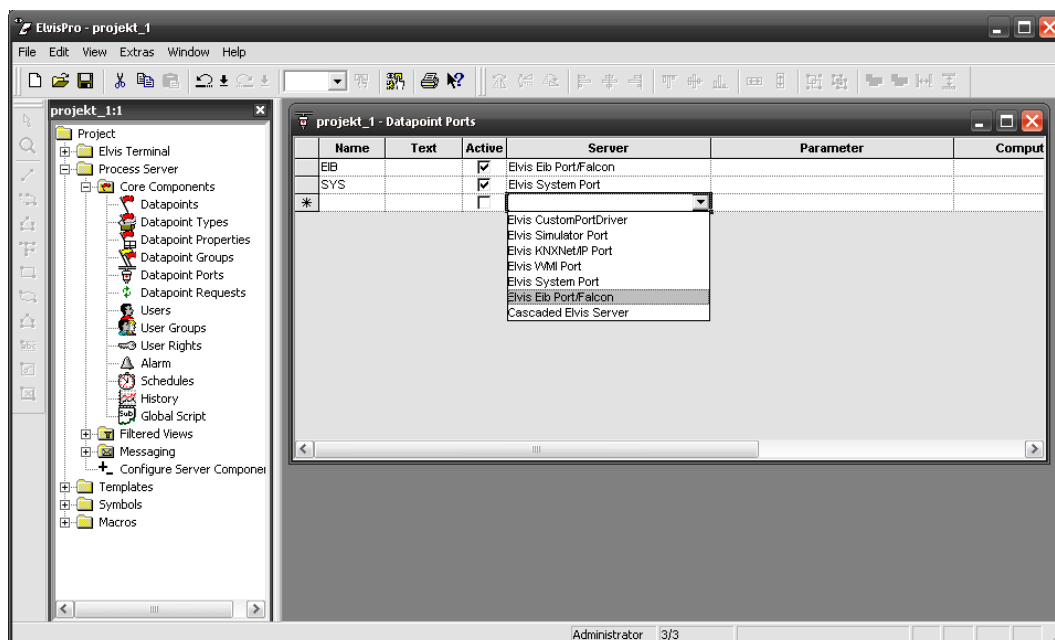 ElvisPro - projekt_1
File Edit View Extras Window Help
projekt_1:1
Project
Elvis Terminal
Process Server
Core Components
Datapoints
Datapoint Types
Datapoint Properties
Datapoint Groups
Datapoint Ports
Datapoint Requests
Users
User Groups
User Rights
Alarm
Schedules
History
Global Script
Filtered Views
Messaging
Configure Server Componen
Templates
Symbols
Macros
projekt_1 - Datapoint Ports
Name Text Active Server Parameter Comput
EIB Elvis Eib Port/Falcon
SYS Elvis System Port
Elvis CustomPortDriver
Elvis Simulator Port
Elvis KNXNet/IP Port
Elvis WMI Port
Elvis System Port
Elvis Eib Port/Falcon
Cascaded Elvis Server
Administrator 3/3